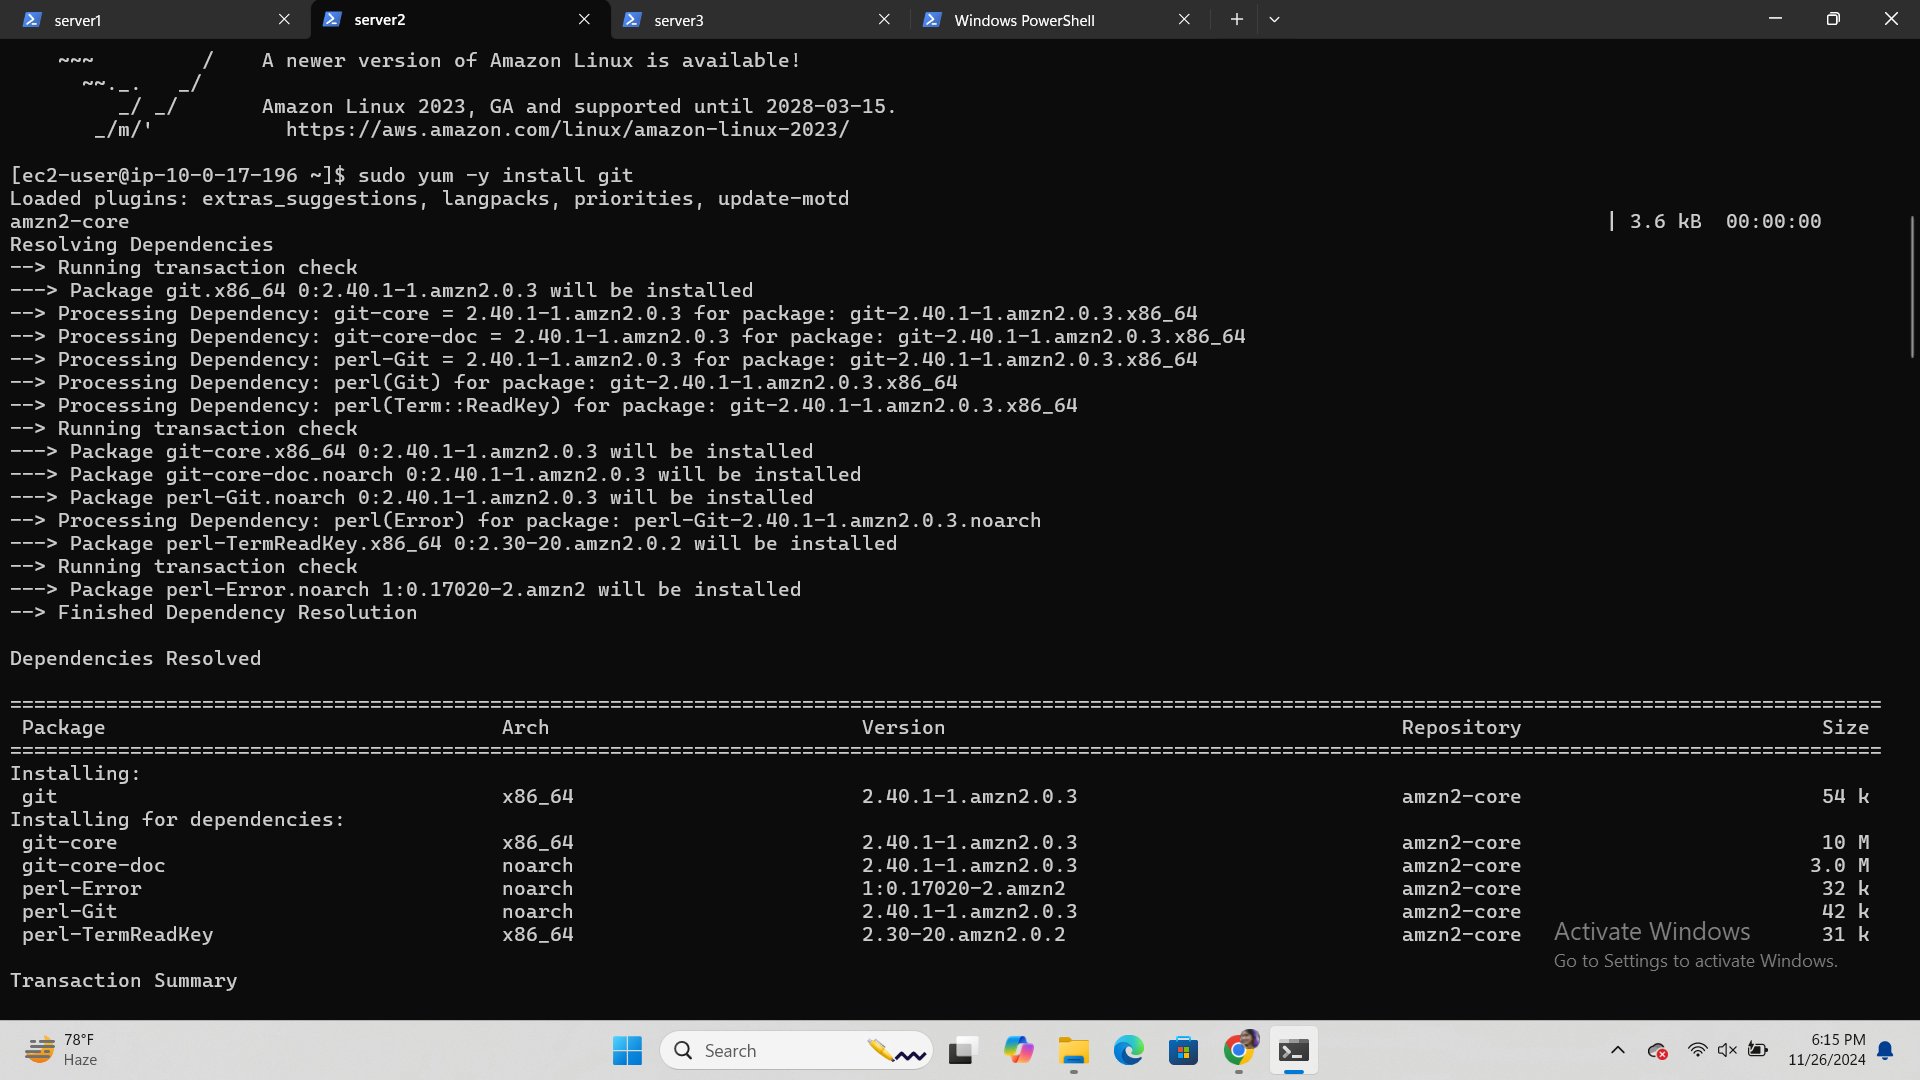 server1
server2
server3
Windows PowerShell
~~~         /    A newer version of Amazon Linux is available!
~~._.   _/
_/ _/       Amazon Linux 2023, GA and supported until 2028-03-15.
_/m/'           https://aws.amazon.com/linux/amazon-linux-2023/
[ec2-user@ip-10-0-17-196 ~]$ sudo yum -y install git
Loaded plugins: extras_suggestions, langpacks, priorities, update-motd
amzn2-core | 3.6 kB  00:00:00
Resolving Dependencies
--> Running transaction check
---> Package git.x86_64 0:2.40.1-1.amzn2.0.3 will be installed
--> Processing Dependency: git-core = 2.40.1-1.amzn2.0.3 for package: git-2.40.1-1.amzn2.0.3.x86_64
--> Processing Dependency: git-core-doc = 2.40.1-1.amzn2.0.3 for package: git-2.40.1-1.amzn2.0.3.x86_64
--> Processing Dependency: perl-Git = 2.40.1-1.amzn2.0.3 for package: git-2.40.1-1.amzn2.0.3.x86_64
--> Processing Dependency: perl(Git) for package: git-2.40.1-1.amzn2.0.3.x86_64
--> Processing Dependency: perl(Term::ReadKey) for package: git-2.40.1-1.amzn2.0.3.x86_64
--> Running transaction check
---> Package git-core.x86_64 0:2.40.1-1.amzn2.0.3 will be installed
---> Package git-core-doc.noarch 0:2.40.1-1.amzn2.0.3 will be installed
---> Package perl-Git.noarch 0:2.40.1-1.amzn2.0.3 will be installed
--> Processing Dependency: perl(Error) for package: perl-Git-2.40.1-1.amzn2.0.3.noarch
---> Package perl-TermReadKey.x86_64 0:2.30-20.amzn2.0.2 will be installed
--> Running transaction check
---> Package perl-Error.noarch 1:0.17020-2.amzn2 will be installed
--> Finished Dependency Resolution
Dependencies Resolved
Package Arch Version Repository Size
Installing:
git x86_64 2.40.1-1.amzn2.0.3 amzn2-core 54 k
Installing for dependencies:
git-core x86_64 2.40.1-1.amzn2.0.3 amzn2-core 10 M
git-core-doc noarch 2.40.1-1.amzn2.0.3 amzn2-core 3.0 M
perl-Error noarch 1:0.17020-2.amzn2 amzn2-core 32 k
perl-Git noarch 2.40.1-1.amzn2.0.3 amzn2-core 42 k
perl-TermReadKey x86_64 2.30-20.amzn2.0.2 amzn2-core 31 k
Activate Windows
Go to Settings to activate Windows.
Transaction Summary
78°F
Haze
Search
6:15 PM
11/26/2024